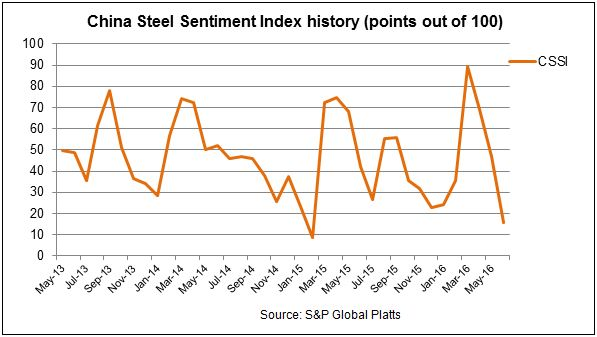 China Steel Sentiment Index history (points out of 100)
100
90
80
70
60
50
40
30
20
10
0
CSSI
May-13
Jul-13
Sep-13
Nov-13
Jan-14
Mar-14
May-14
Jul-14
Sep-14
Nov-14
Jan-15
Mar-15
May-15
Jul-15
Sep-15
Nov-15
Jan-16
Mar-16
May-16
Source: S&P Global Platts